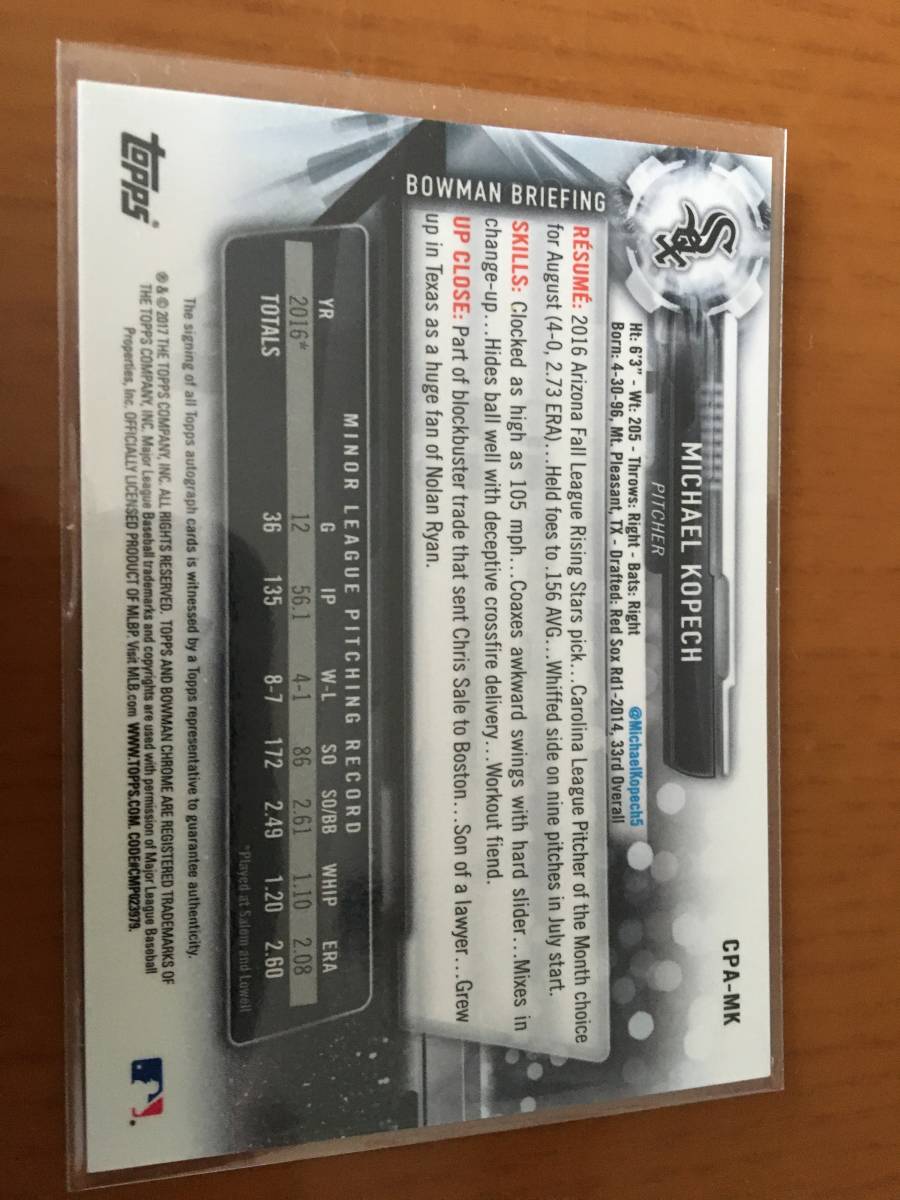 CPA-MK
Sox
MICHAEL KOPECH
PITCHER
Ht: 6'3" - Wt: 205 - Throws: Right - Bats: Right @MichaelKopech5
Born: 4-30-96, Mt. Pleasant, TX - Drafted: Red Sox Rd1-2014, 33rd Overall
BOWMAN BRIEFING
RÉSUMÉ: 2016 Arizona Fall League Rising Stars pick...Carolina League Pitcher of the Month choice
for August (4-0, 2.73 ERA)...Held foes to .156 AVG...Whiffed side on nine pitches in July start.
SKILLS: Clocked as high as 105 mph...Coaxes awkward swings with hard slider...Mixes in
change-up...Hides ball well with deceptive crossfire delivery...Workout fiend.
UP CLOSE: Part of blockbuster trade that sent Chris Sale to Boston...Son of a lawyer...Grew
up in Texas as a huge fan of Nolan Ryan.
MINOR LEAGUE PITCHING RECORD
YR G IP W-L SO SO/BB WHIP ERA
2016* 12 56.1 4-1 86 2.61 1.10 2.08
TOTALS 36 135 8-7 172 2.49 1.20 2.60
*Played at Salem and Lowell
The signing of all Topps autograph cards is witnessed by a Topps representative to guarantee authenticity.
® & © 2017 THE TOPPS COMPANY, INC. ALL RIGHTS RESERVED. TOPPS AND BOWMAN CHROME ARE REGISTERED TRADEMARKS OF
THE TOPPS COMPANY, INC. Major League Baseball trademarks and copyrights are used with permission of Major League Baseball
Properties, Inc. OFFICIALLY LICENSED PRODUCT OF MLBP. Visit MLB.com WWW.TOPPS.COM. CODE#CMP023979.
topps®